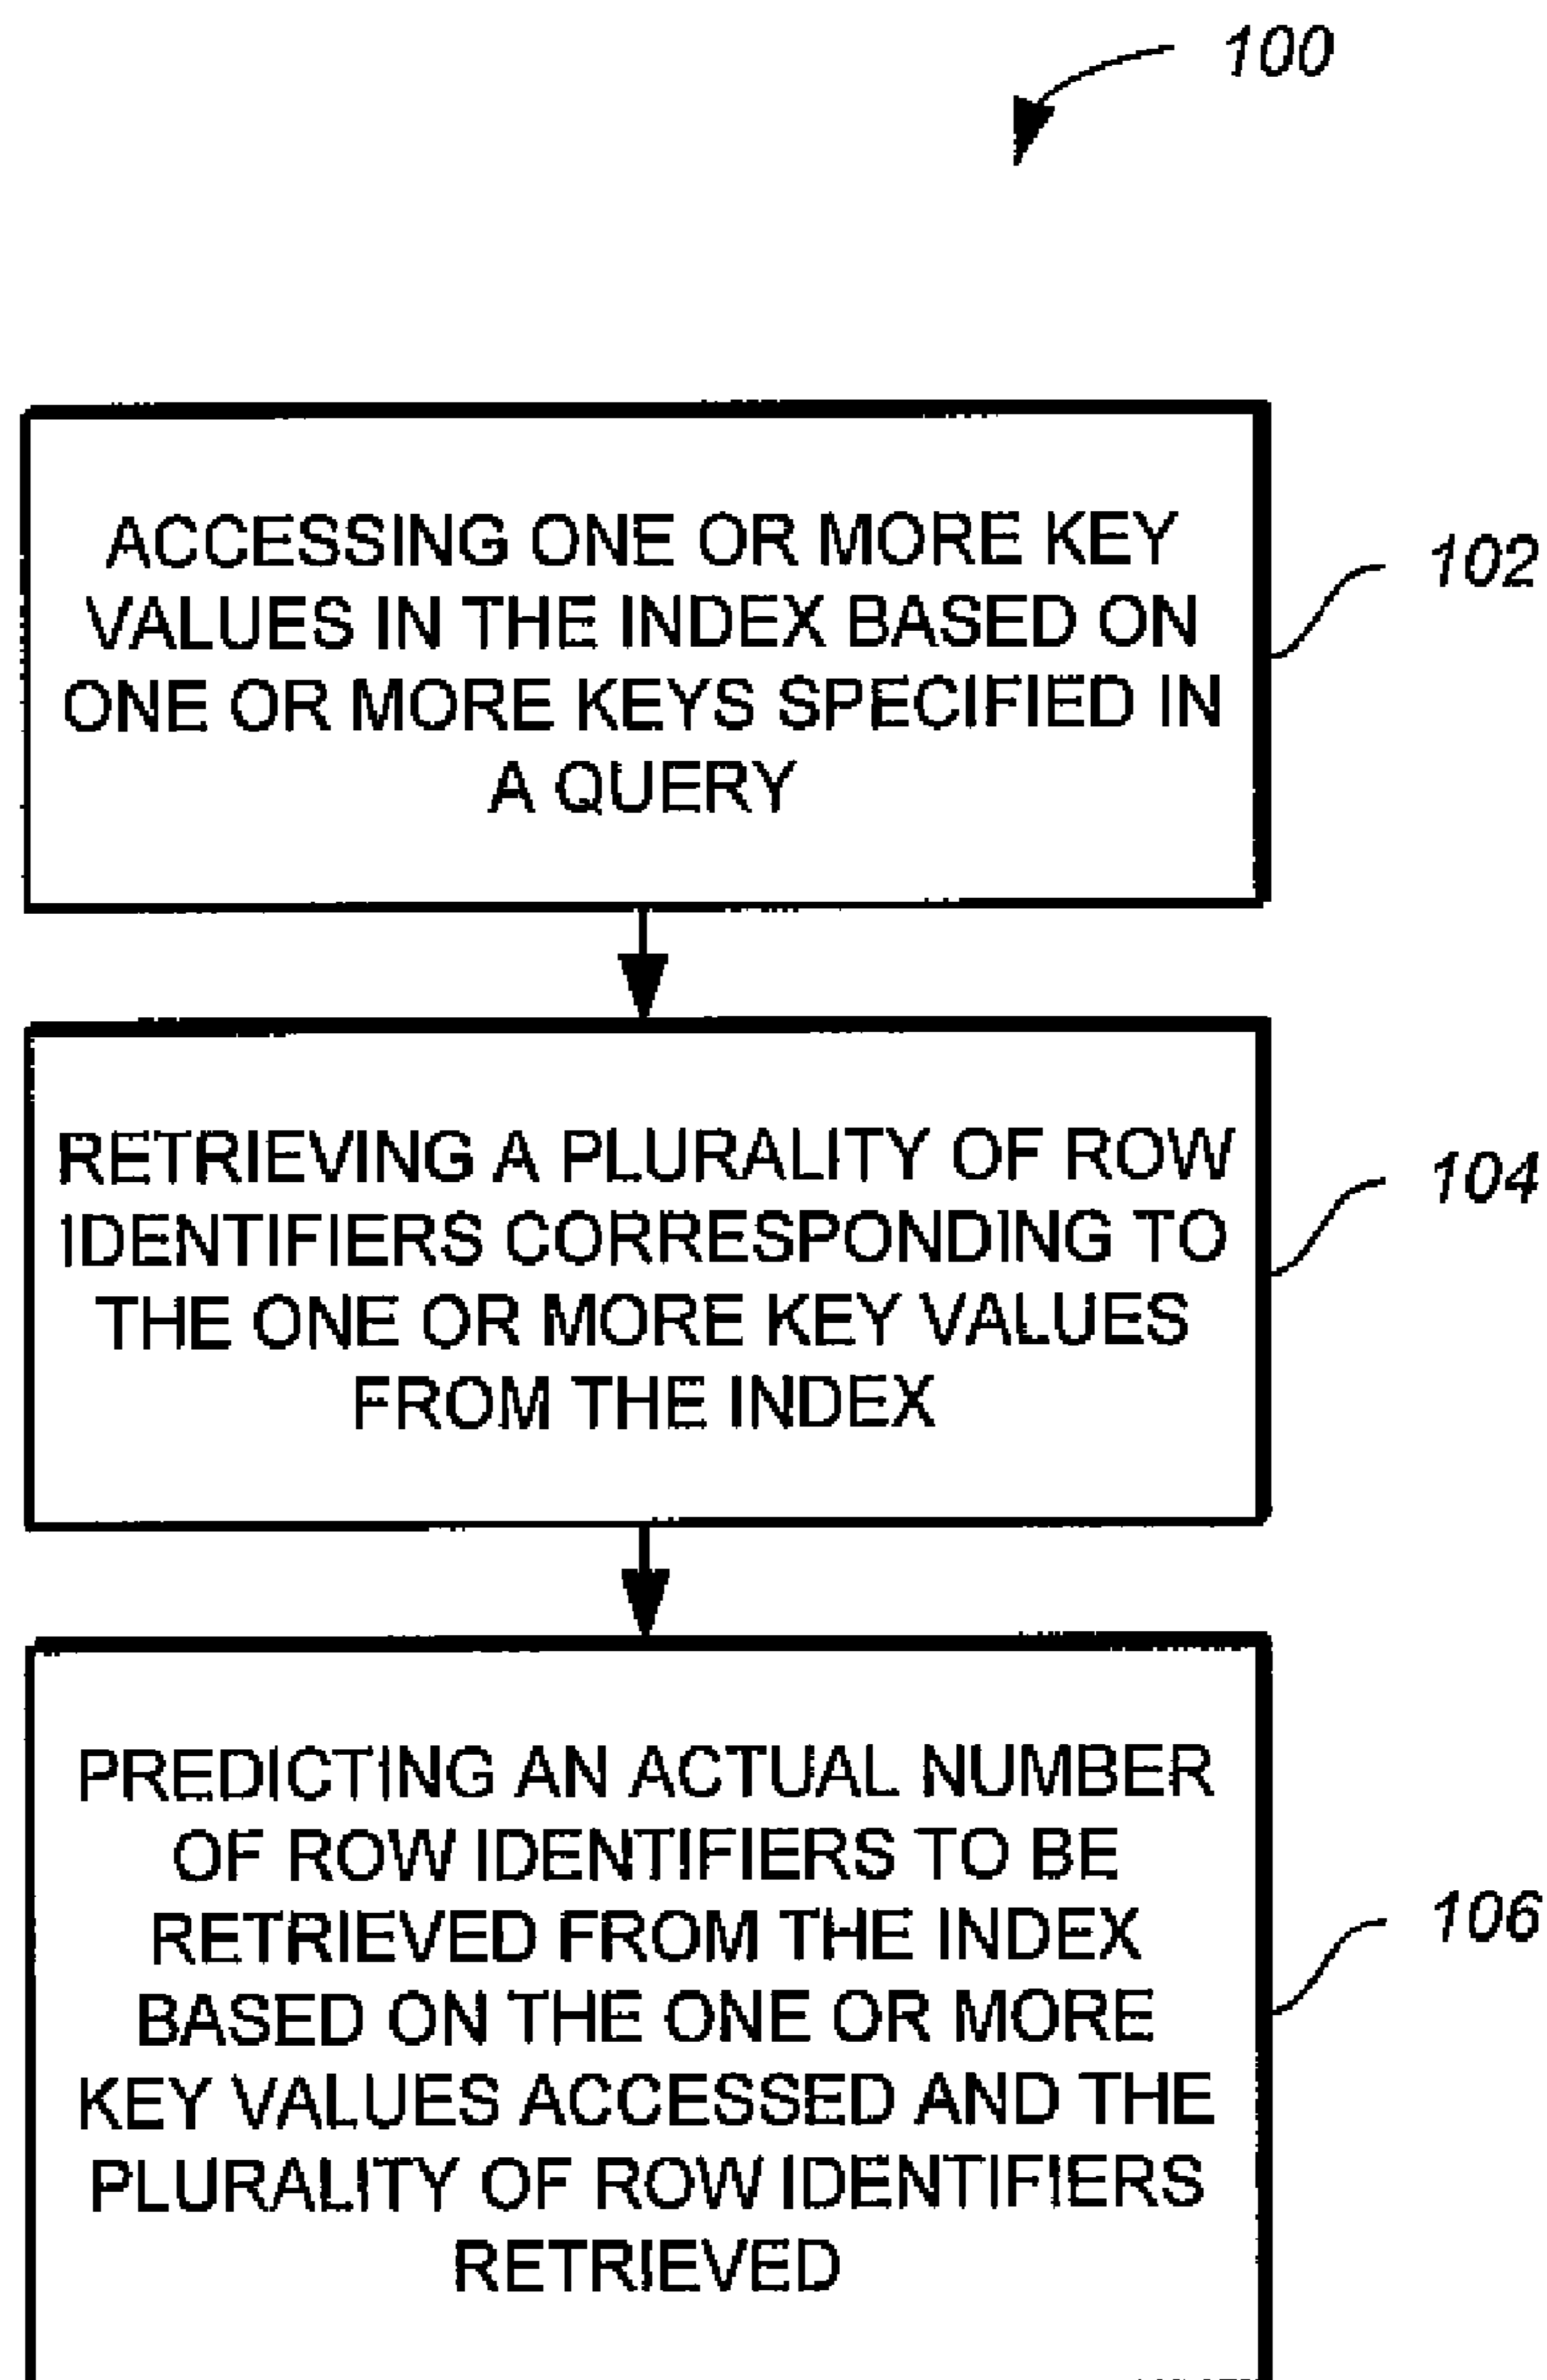 100
ACCESSING ONE OR MORE KEY
VALUES IN THE INDEX BASED ON
ONE OR MORE KEYS SPECIFIED IN
A QUERY
102
RETRIEVING A PLURALITY OF ROW
IDENTIFIERS CORRESPONDING TO
THE ONE OR MORE KEY VALUES
FROM THE INDEX
104
PREDICTING AN ACTUAL NUMBER
OF ROW IDENTIFIERS TO BE
RETRIEVED FROM THE INDEX
BASED ON THE ONE OR MORE
KEY VALUES ACCESSED AND THE
PLURALITY OF ROW IDENTIFIERS
RETRIEVED
106